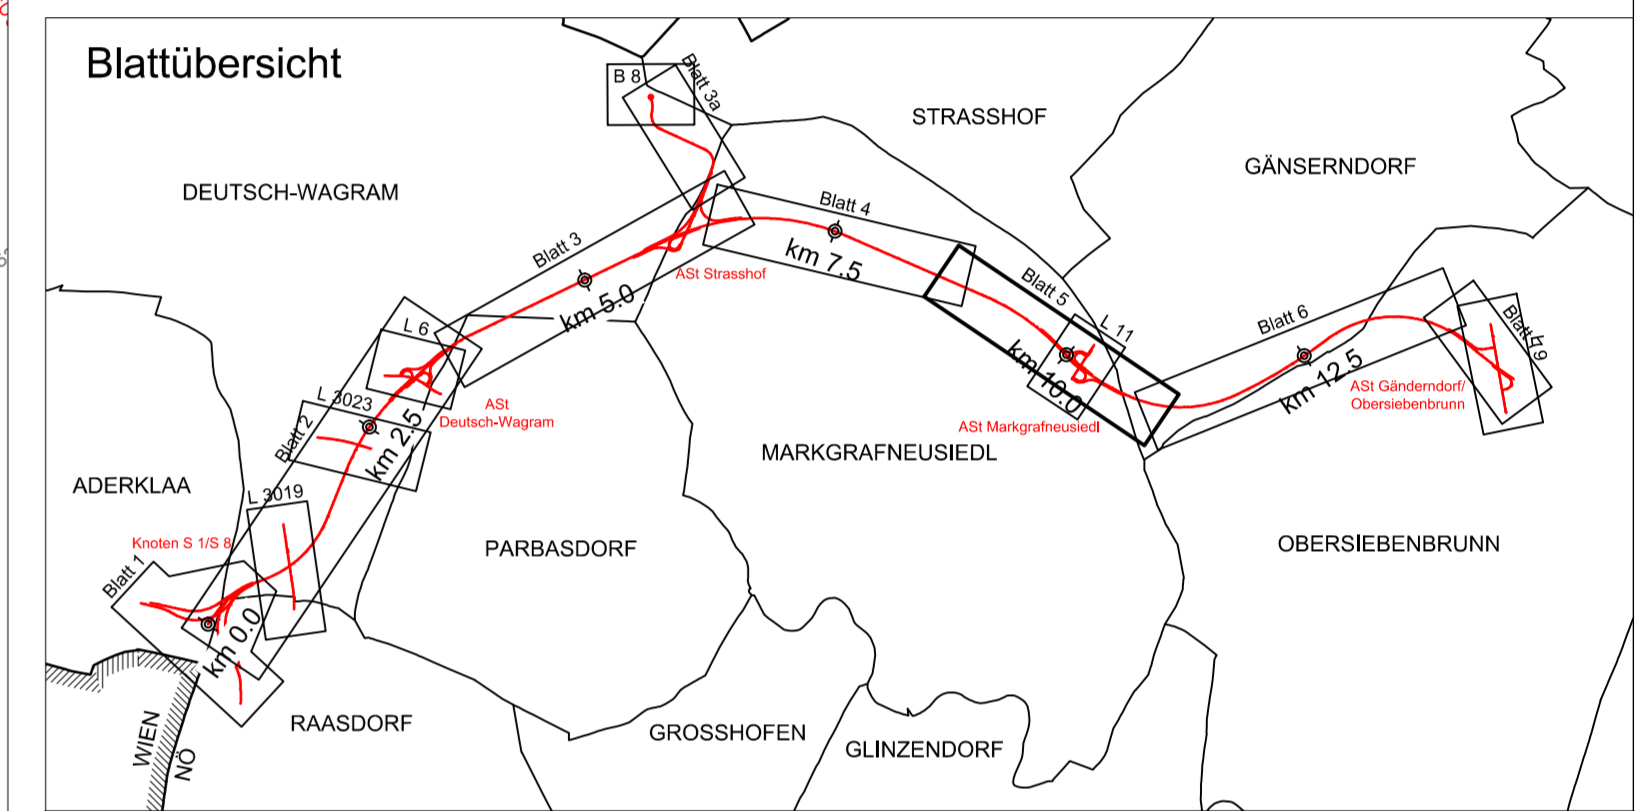 Blattübersicht
B 8
Blatt 3a
STRASSHOF
GÄNSERNDORF
DEUTSCH-WAGRAM
Blatt 4
Blatt 3
km 7.5
ASt Strasshof
Blatt 5
km 5.0
L 6
L 11
Blatt 6
km 10.0
km 12.5
ASt Gänderndorf/
Obersiebenbrunn
L 3023
ASt
Deutsch-Wagram
Blatt 2
km 2.5
ASt Markgrafneusiedl
MARKGRAFNEUSIEDL
ADERKLAA
L 3019
Knoten S 1/S 8
PARBASDORF
OBERSIEBENBRUNN
Blatt 1
km 0.0
RAASDORF
GROSSHOFEN
GLINZENDORF
WIEN
NÖ